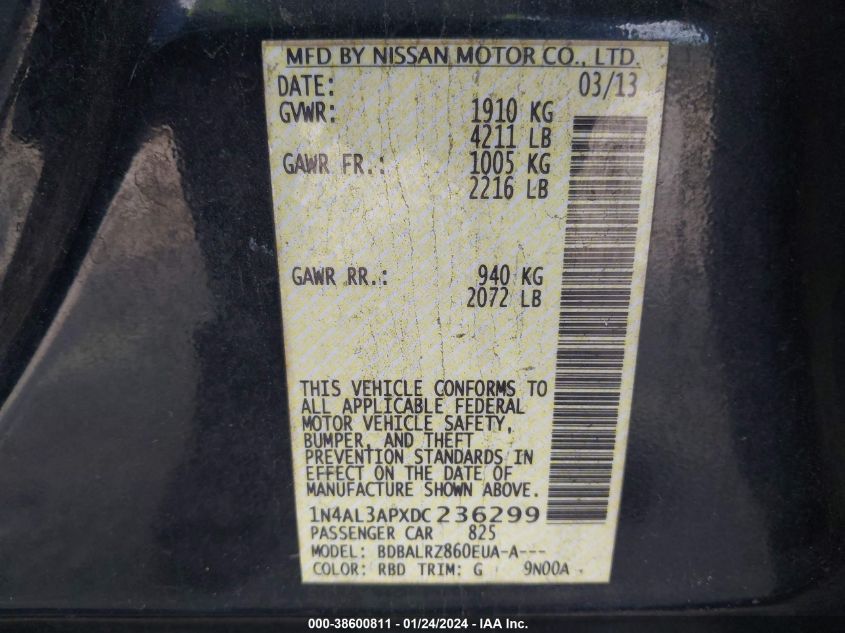 MFD BY NISSAN MOTOR CO., LTD.
DATE: 03/13
GVWR: 1910 KG
4211 LB
GAWR FR.: 1005 KG
2216 LB
GAWR RR.: 940 KG
2072 LB
THIS VEHICLE CONFORMS TO
ALL APPLICABLE FEDERAL
MOTOR VEHICLE SAFETY,
BUMPER, AND THEFT
PREVENTION STANDARDS IN
EFFECT ON THE DATE OF
MANUFACTURE SHOWN ABOVE.
1N4AL3APXDC 236299
PASSENGER CAR 825
MODEL: BDBALRZ860EUA-A---
COLOR: RBD TRIM: G 9N00A
000-38600811 - 01/24/2024 - IAA Inc.